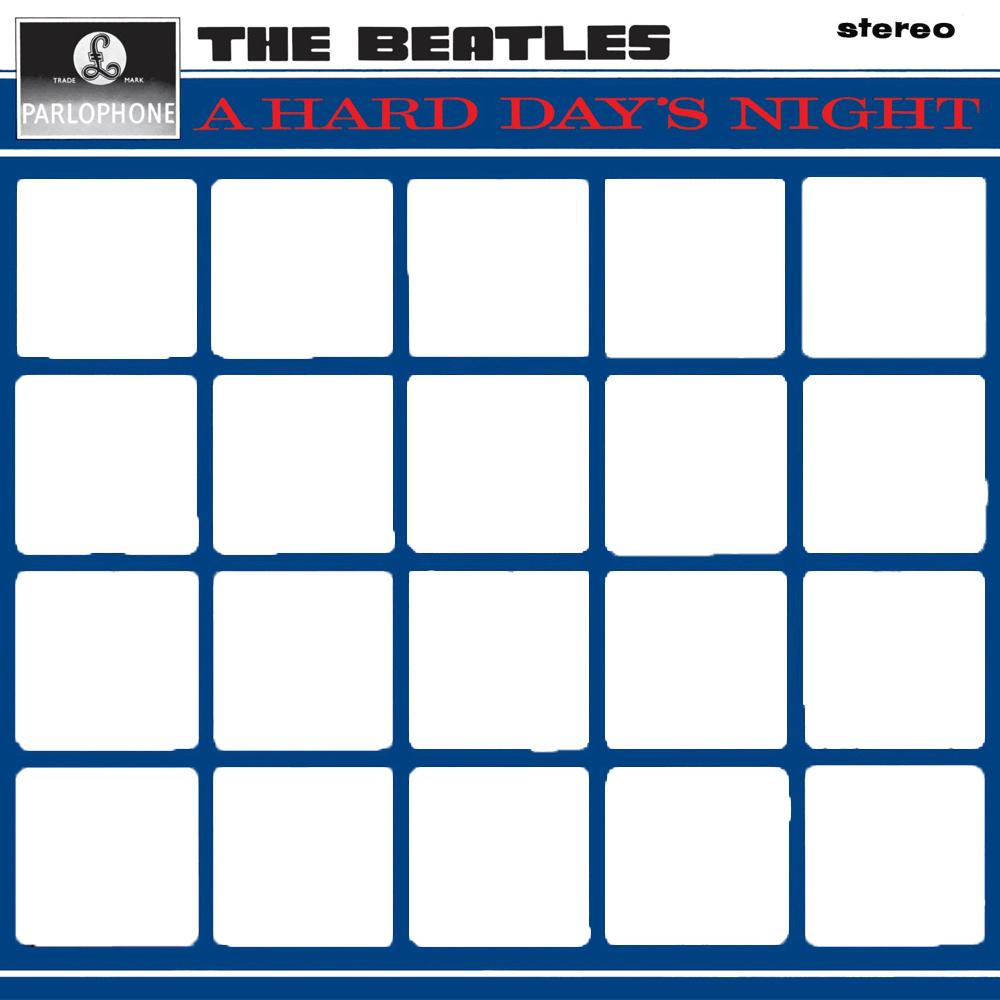 THE BEATLES
stereo
£
TRADE MARK
PARLOPHONE
A HARD DAY'S NIGHT